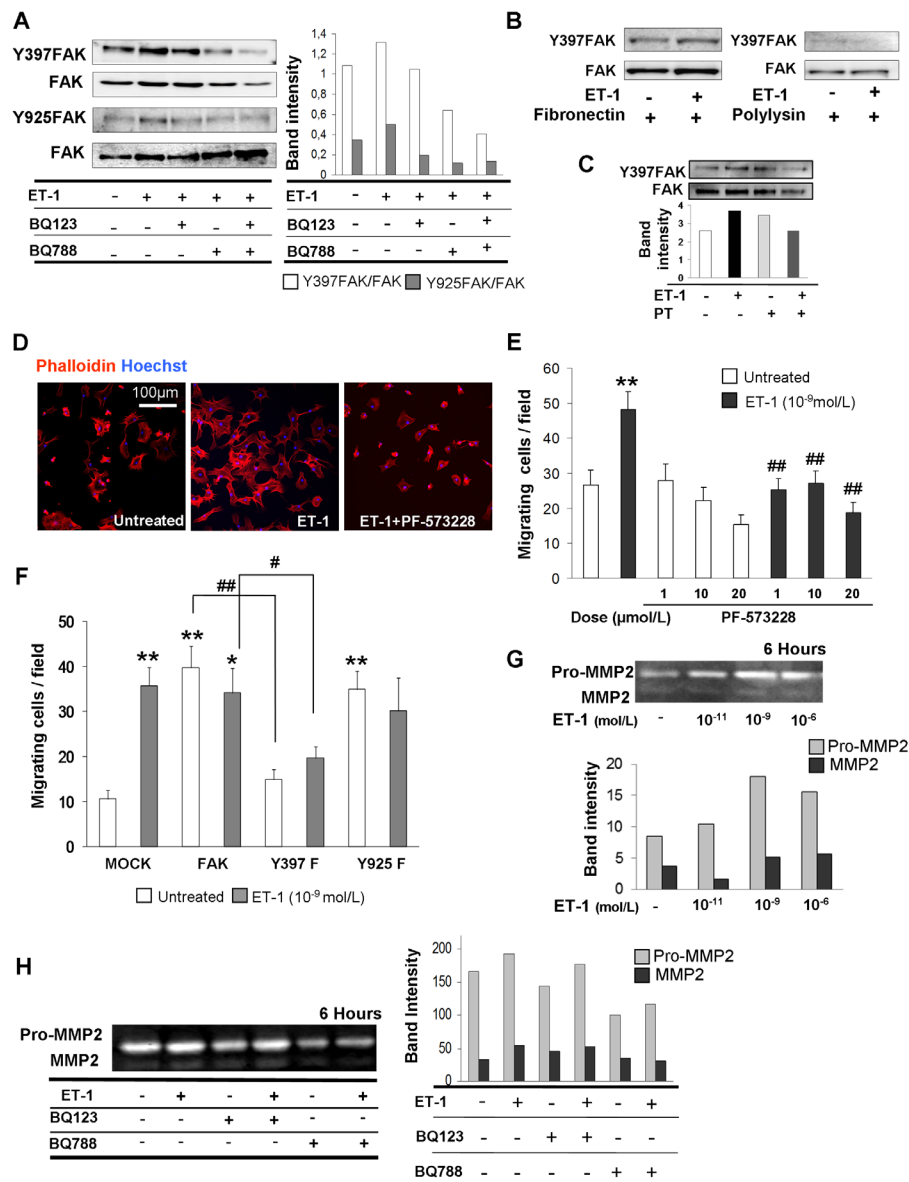 A
Y397FAK
FAK
Y925FAK
FAK
ET-1 - + + + +
BQ123 - - + - +
BQ788 - - - + +
Band intensity
1,4
1,2
1
0,8
0,6
0,4
0,2
0
ET-1 - + + + +
BQ123 - - + - +
BQ788 - - - + +
Y397FAK/FAK Y925FAK/FAK
B
Y397FAK
FAK
ET-1 - +
Fibronectin + +
Y397FAK
FAK
ET-1 - +
Polylysin + +
C
Y397FAK
FAK
Band intensity
5
4
3
2
1
0
ET-1 - + - +
PT - - + +
D
Phalloidin Hoechst
100µm
Untreated
ET-1
ET-1+PF-573228
E
Untreated
ET-1 (10-9mol/L)
Migrating cells / field
60
50
40
30
20
10
0
**
##
##
##
1 10 20 1 10 20
Dose (µmol/L) PF-573228
F
Migrating cells / field
50
40
30
20
10
0
#
##
**
**
*
**
MOCK FAK Y397 F Y925 F
Untreated ET-1 (10-9mol/L)
G
6 Hours
Pro-MMP2
MMP2
ET-1 (mol/L) - 10-11 10-9 10-6
Pro-MMP2
MMP2
Band intensity
20
15
10
5
0
ET-1 (mol/L) - 10-11 10-9 10-6
H
6 Hours
Pro-MMP2
MMP2
ET-1 - + - + - +
BQ123 - - + + - -
BQ788 - - - - + +
Pro-MMP2
MMP2
Band Intensity
200
150
100
50
0
ET-1 - + - + - +
BQ123 - - + + - -
BQ788 - - - - + +